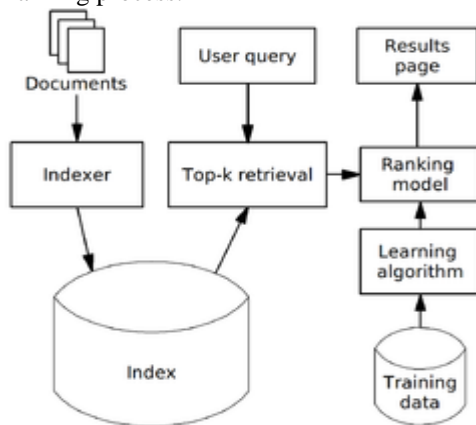 User query
Results
page
Documents
Indexer
Top-k retrieval
Ranking
model
Learning
algorithm
Index
Training
data